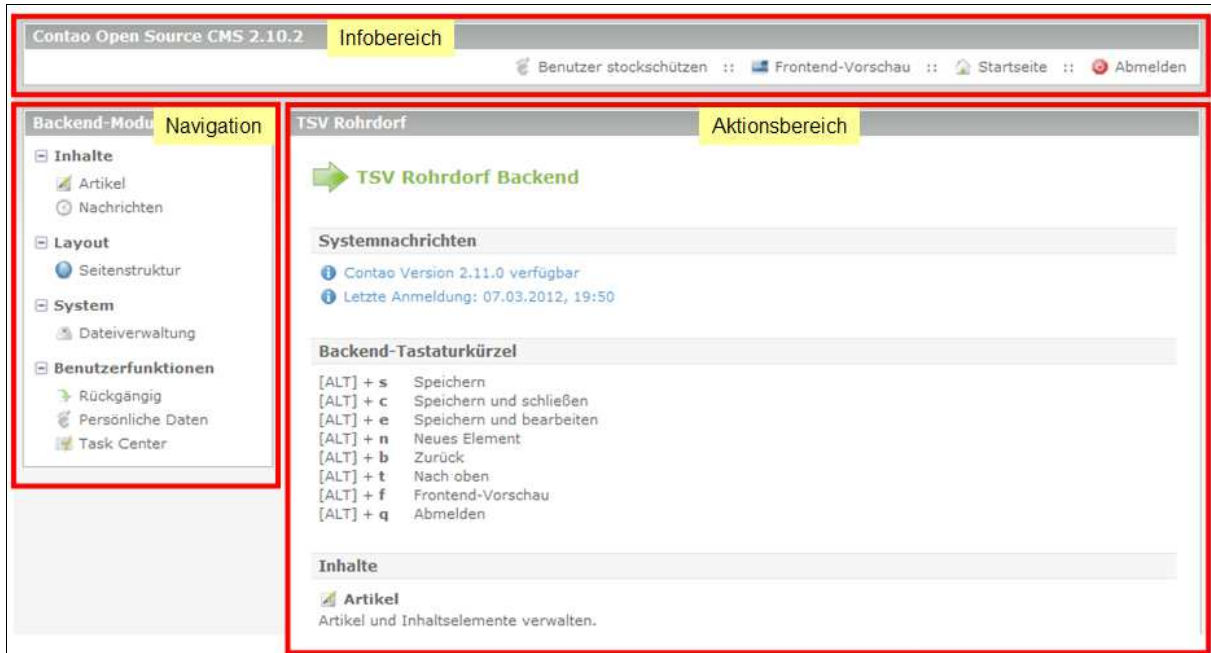 Contao Open Source CMS 2.10.2
Infobereich
Benutzer stockschützen :: Frontend-Vorschau :: Startseite :: Abmelden
Backend-Modu
Navigation
Inhalte
Artikel
Nachrichten
Layout
Seitenstruktur
System
Dateiverwaltung
Benutzerfunktionen
Rückgängig
Persönliche Daten
Task Center
TSV Rohrdorf
Aktionsbereich
TSV Rohrdorf Backend
Systemnachrichten
Contao Version 2.11.0 verfügbar
Letzte Anmeldung: 07.03.2012, 19:50
Backend-Tastaturkürzel
[ALT] + s Speichern
[ALT] + c Speichern und schließen
[ALT] + e Speichern und bearbeiten
[ALT] + n Neues Element
[ALT] + b Zurück
[ALT] + t Nach oben
[ALT] + f Frontend-Vorschau
[ALT] + q Abmelden
Inhalte
Artikel
Artikel und Inhaltselemente verwalten.